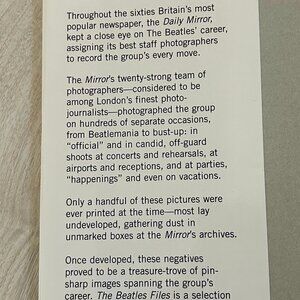 Throughout the sixties Britain's most
popular newspaper, the Daily Mirror,
kept a close eye on The Beatles' career,
assigning its best staff photographers
to record the group's every move.
The Mirror's twenty-strong team of
photographers—considered to be
among London's finest photo-
journalists—photographed the group
on hundreds of separate occasions,
from Beatlemania to bust-up: in
"official" and in candid, off-guard
shoots at concerts and rehearsals, at
airports and receptions, and at parties,
"happenings" and even on vacations.
Only a handful of these pictures were
ever printed at the time—most lay
undeveloped, gathering dust in
unmarked boxes at the Mirror's archives.
Once developed, these negatives
proved to be a treasure-trove of pin-
sharp images spanning the group's
career. The Beatles Files is a selection